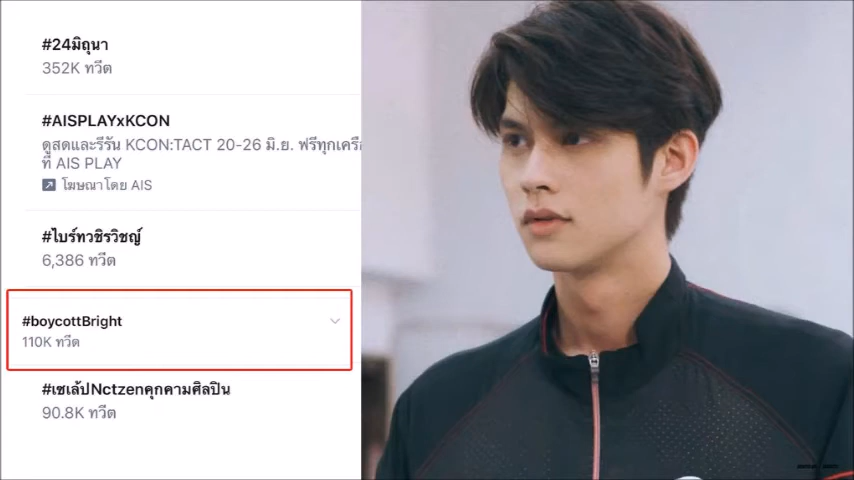 #24มิถุนา
352K ทวีต
#AISPLAYxKCON
ดูสดและรีรัน KCON:TACT 20-26 มิ.ย. ฟรีทุกเครือ
ที่ AIS PLAY
โฆษณาโดย AIS
#ไบร์ทวชิรวิชญ์
6,386 ทวีต
#boycottBright
110K ทวีต
#เซเล้ปNctzenคุกคามศิลปิน
90.8K ทวีต